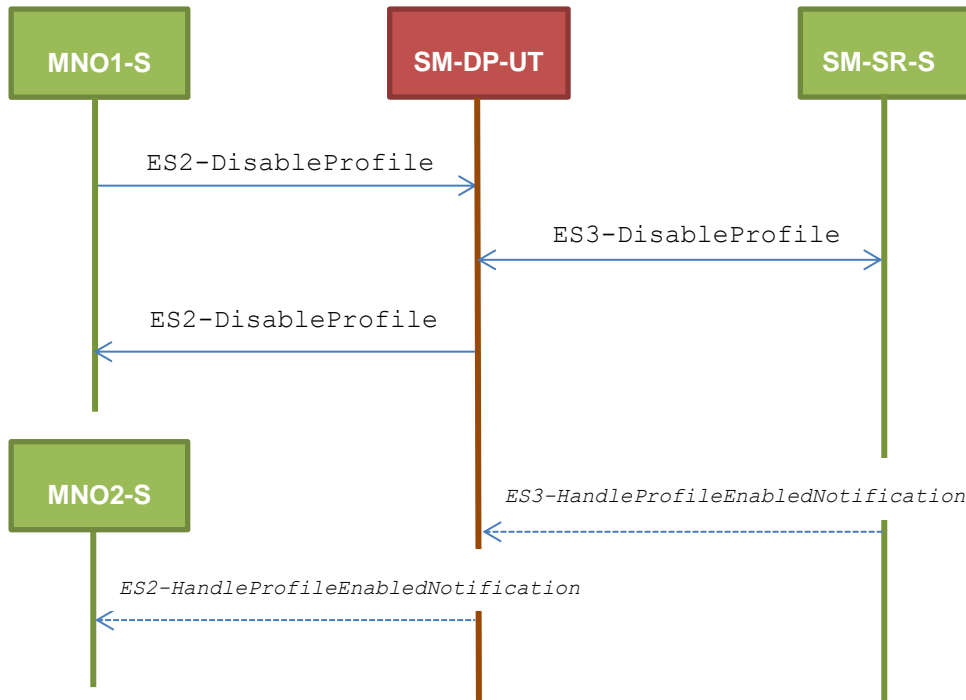 MNO1-S
SM-DP-UT
SM-SR-S
ES2-DisableProfile
ES3-DisableProfile
ES2-DisableProfile
MNO2-S
ES3-HandleProfileEnabledNotification
ES2-HandleProfileEnabledNotification